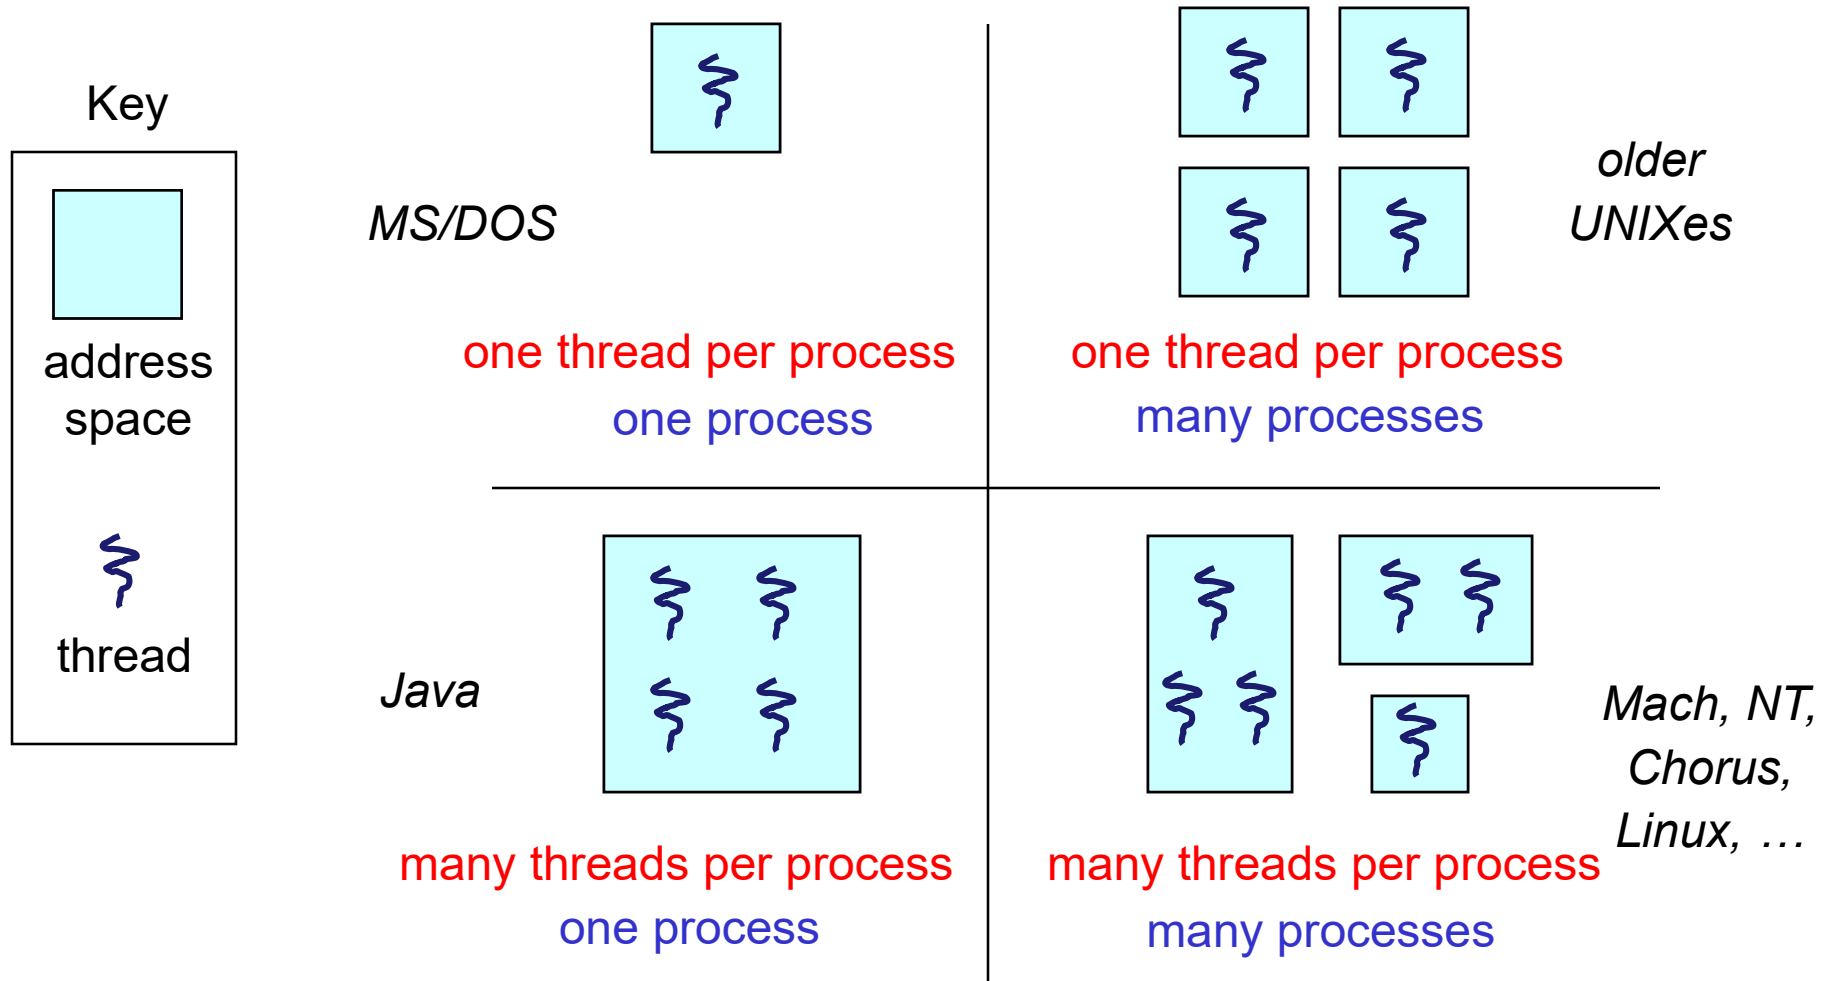 Key
address
space
thread
MS/DOS
one thread per process
one process
older
UNIXes
one thread per process
many processes
Java
many threads per process
one process
Mach, NT,
Chorus,
Linux, …
many threads per process
many processes